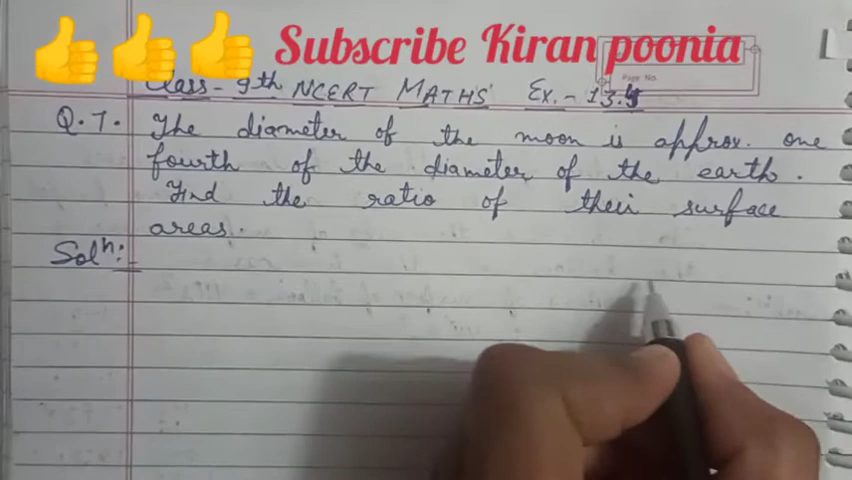 Subscribe Kiran poonia
Page No.
Class - 9th NCERT MATHS Ex.- 13.4
Q.7. The diameter of the moon is approx. one
fourth of the diameter of the earth.
Find the ratio of their surface
areas.
Solⁿ:-